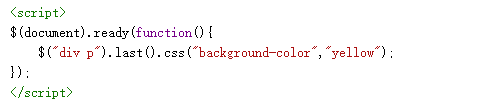 <script>
$(document).ready(function(){
    $("div p").last().css("background-color","yellow");
});
</script>